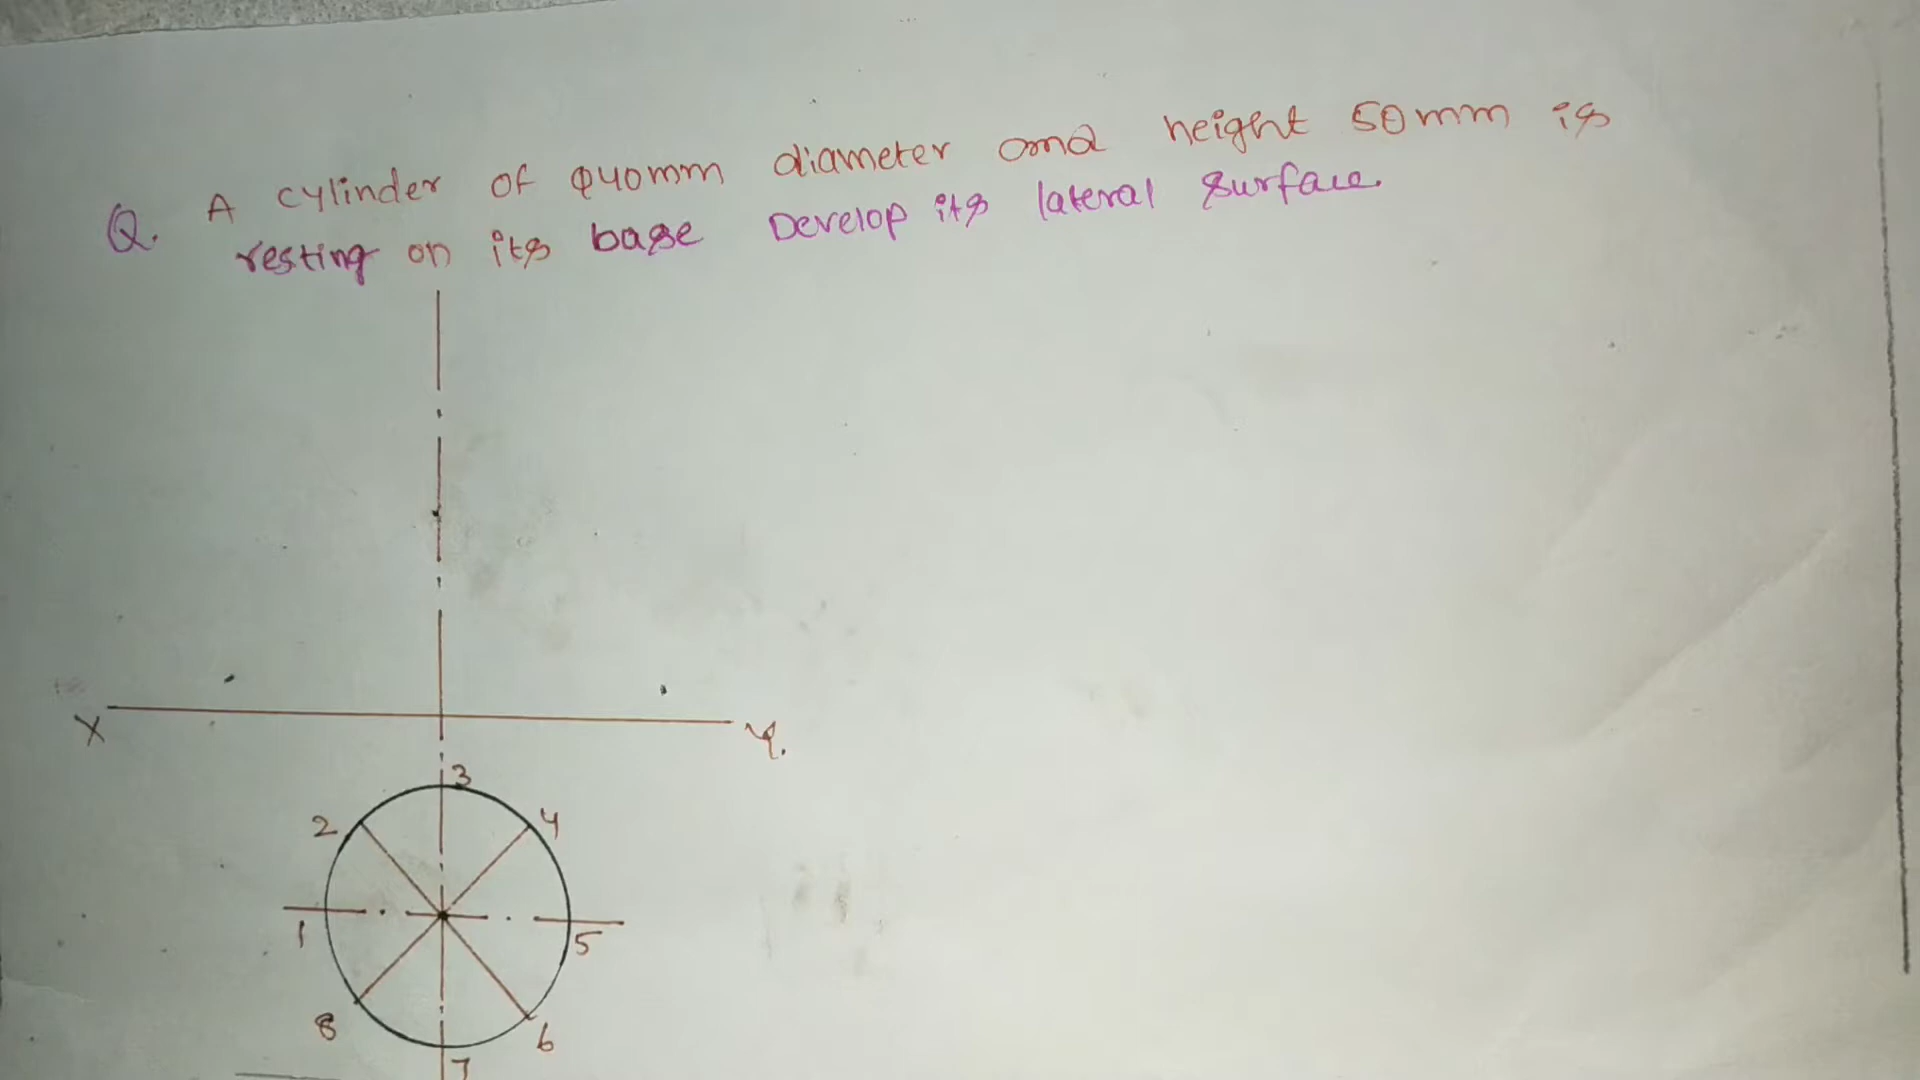 Q. A cylinder of φ40mm diameter and height 50mm is
resting on its base Develop its lateral surface.
X Y.
3
2 4
1 5
8 6
7